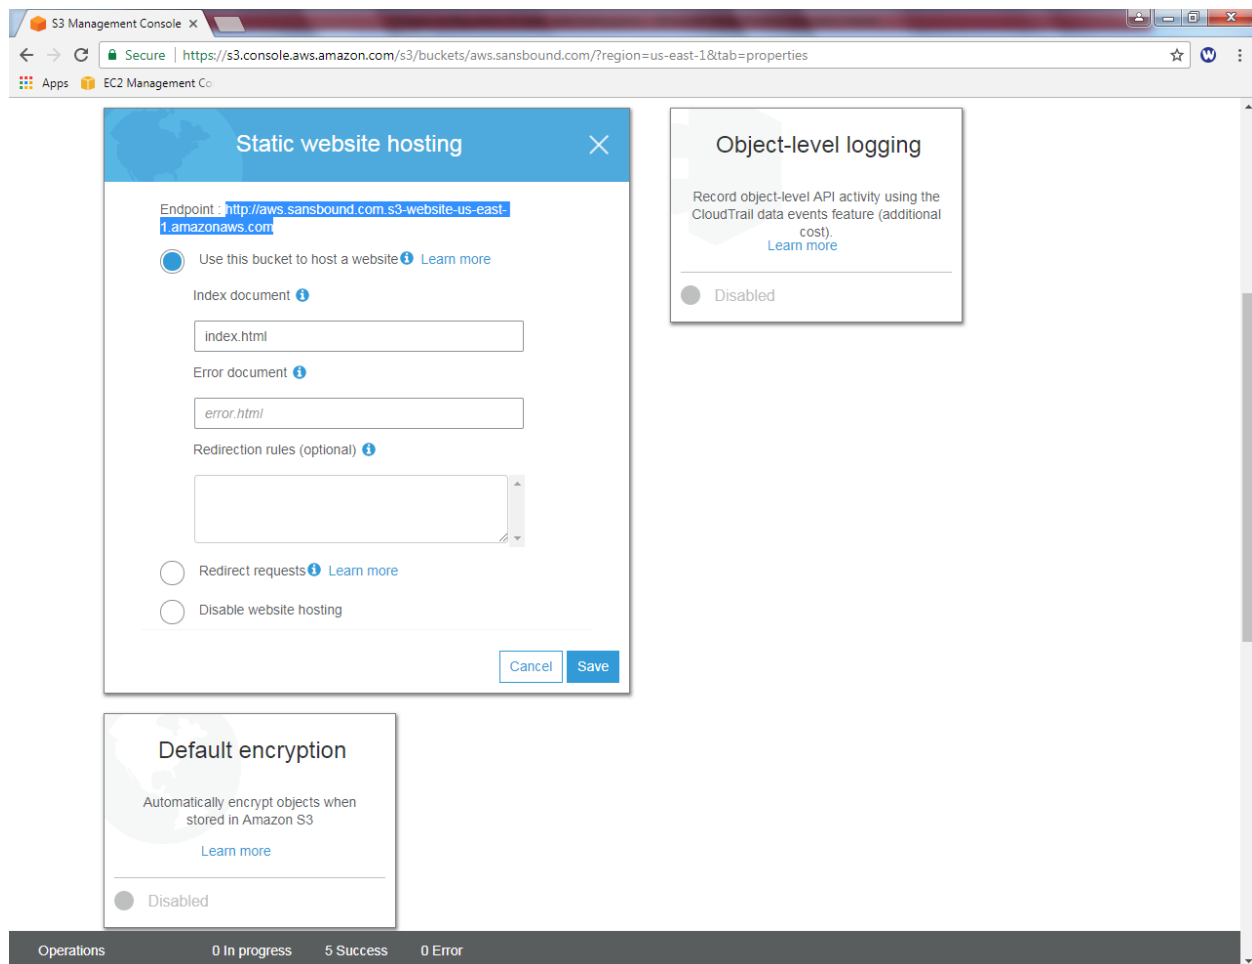 S3 Management Console
Secure | https://s3.console.aws.amazon.com/s3/buckets/aws.sansbound.com/?region=us-east-1&tab=properties
Apps EC2 Management Co
Static website hosting
Endpoint : http://aws.sansbound.com.s3-website-us-east-
1.amazonaws.com
Use this bucket to host a website Learn more
Index document
index.html
Error document
error.html
Redirection rules (optional)
Redirect requests Learn more
Disable website hosting
Cancel Save
Object-level logging
Record object-level API activity using the
CloudTrail data events feature (additional
cost).
Learn more
Disabled
Default encryption
Automatically encrypt objects when
stored in Amazon S3
Learn more
Disabled
Operations 0 In progress 5 Success 0 Error